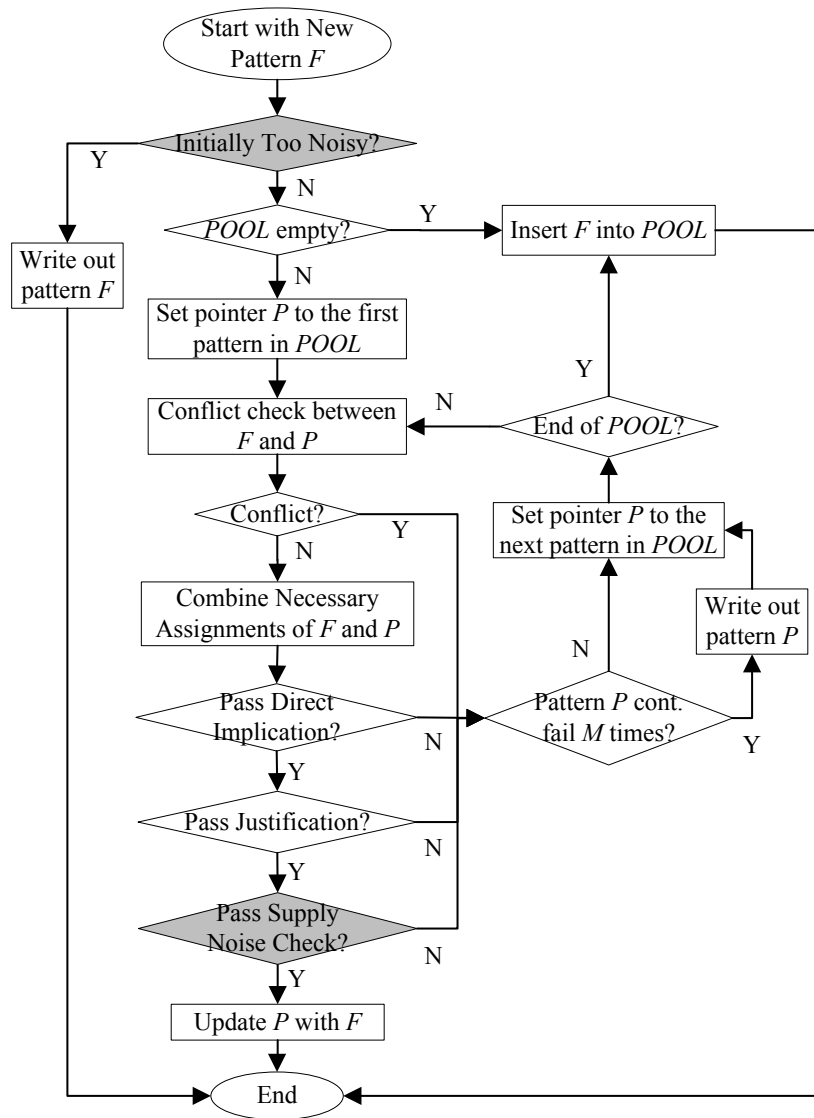 Start with New
Pattern F
Initially Too Noisy?
Y
N
POOL empty?
Y
Insert F into POOL
Write out
pattern F
N
Set pointer P to the first
pattern in POOL
Y
Conflict check between
F and P
N
End of POOL?
Conflict?
Y
Set pointer P to the
next pattern in POOL
N
Combine Necessary
Assignments of F and P
Write out
pattern P
N
Pass Direct
Implication?
N
Pattern P cont.
fail M times?
Y
Y
Pass Justification?
N
Y
Pass Supply
Noise Check?
N
Y
Update P with F
End